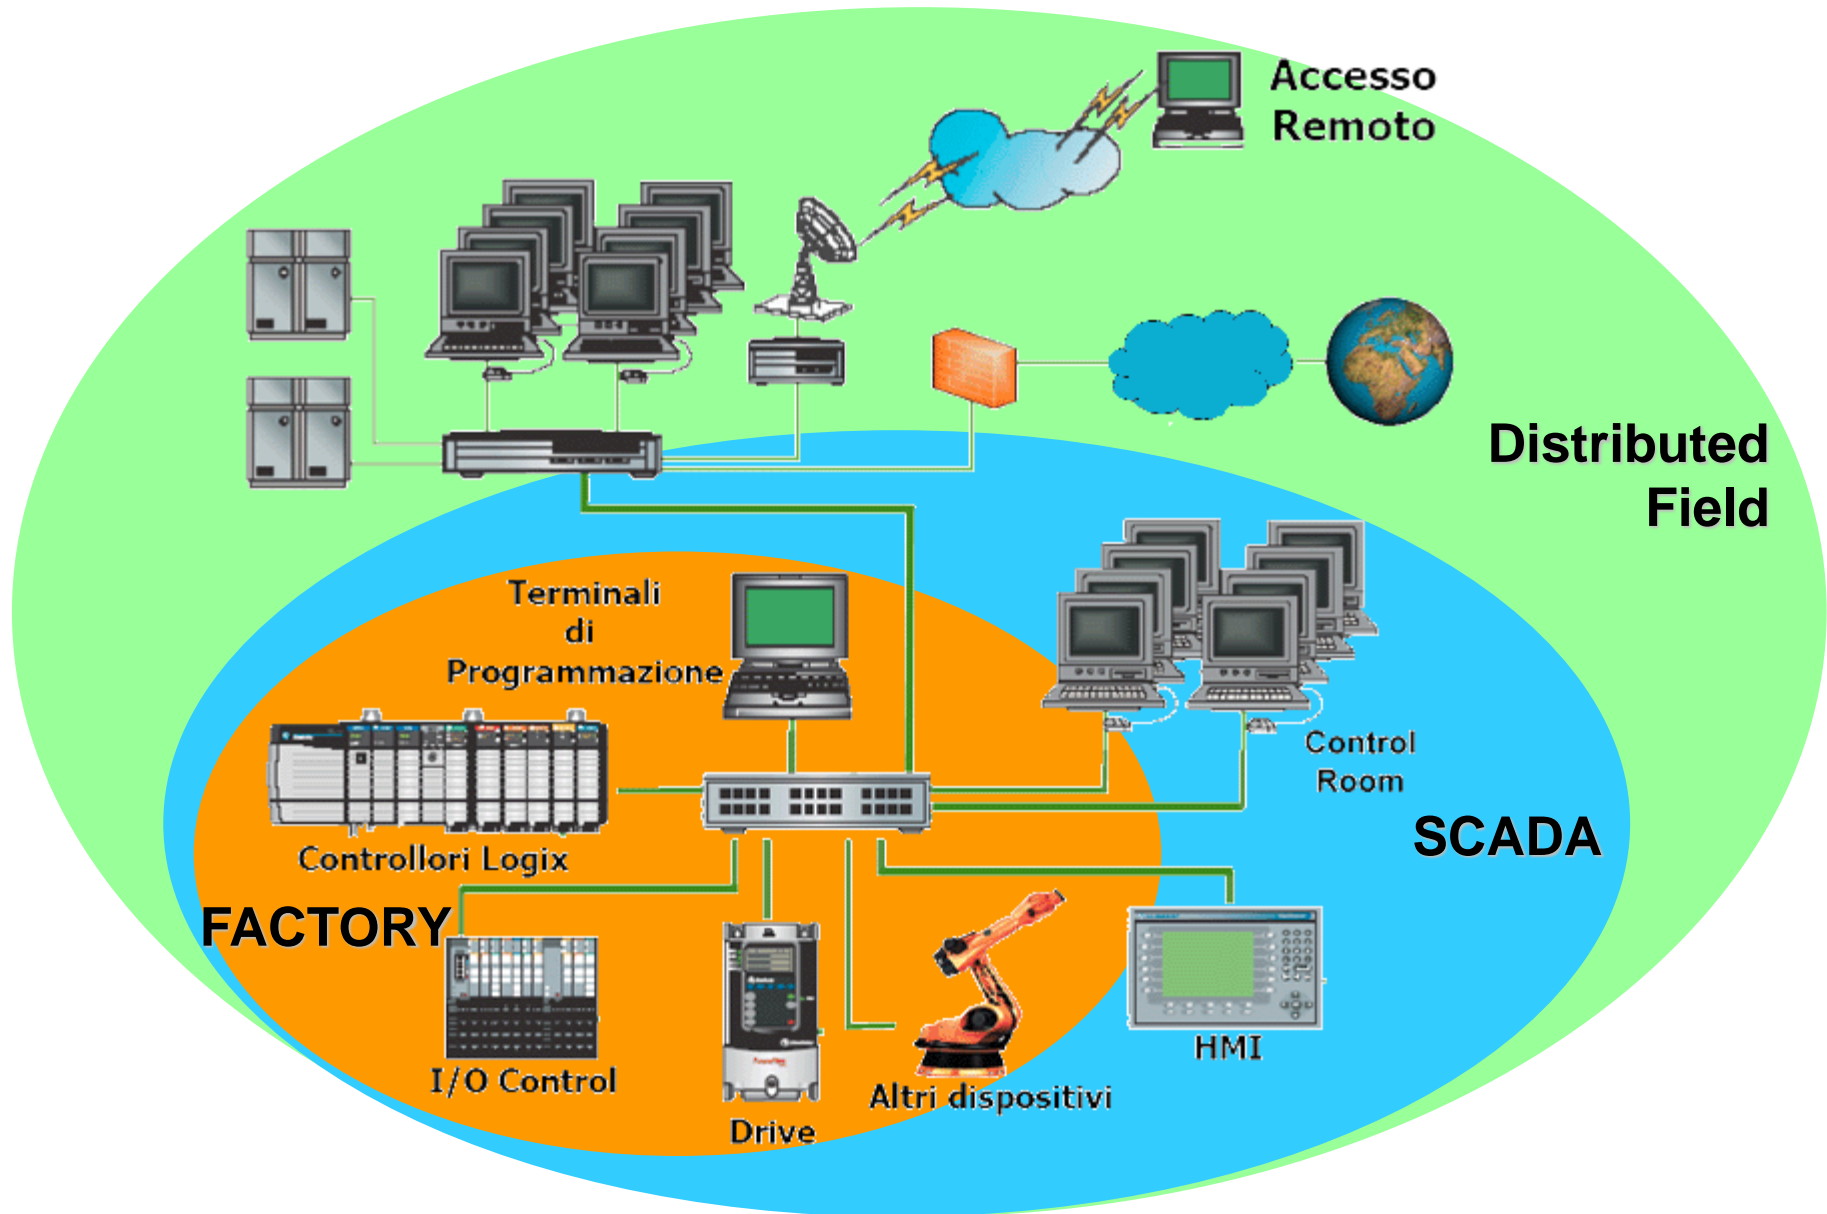 Accesso
Remoto
Distributed
Field
Terminali
di
Programmazione
Control
Room
SCADA
Controllori Logix
FACTORY
I/O Control
Drive
Altri dispositivi
HMI